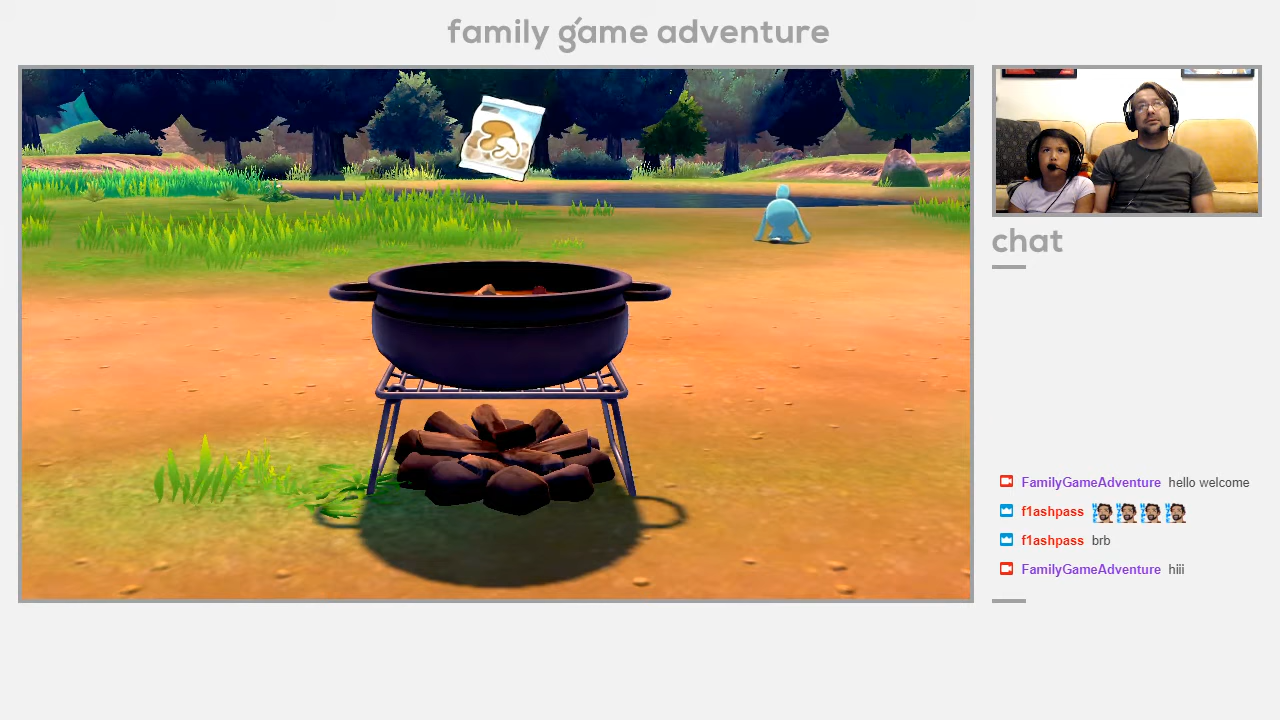 family game adventure
chat
FamilyGameAdventure hello welcome
f1ashpass
f1ashpass brb
FamilyGameAdventure hiii